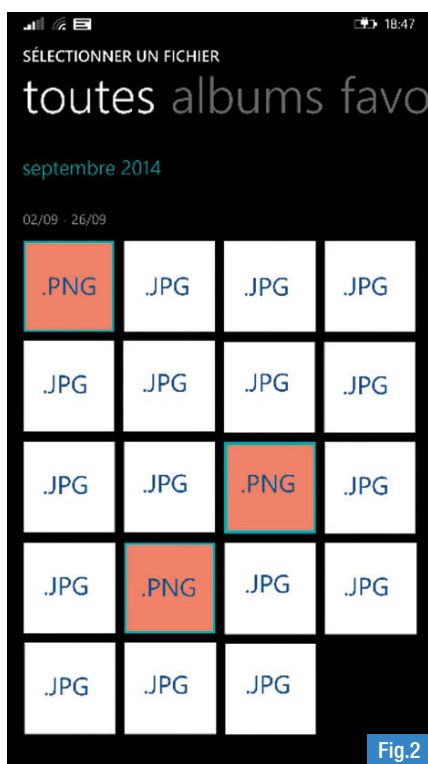 18:47
SÉLECTIONNER UN FICHIER
toutes albums favo
septembre 2014
02/09 - 26/09
.PNG .JPG .JPG .JPG
.JPG .JPG .JPG .JPG
.JPG .JPG .PNG .JPG
.JPG .PNG .JPG .JPG
.JPG .JPG .JPG
Fig.2